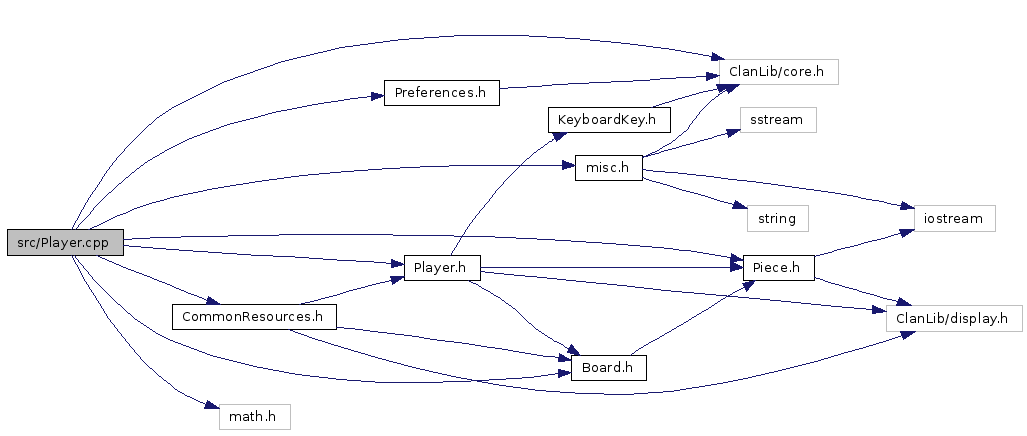 ClanLib/core.h
Preferences.h
KeyboardKey.h
sstream
misc.h
string
iostream
src/Player.cpp
Player.h
Piece.h
CommonResources.h
ClanLib/display.h
Board.h
math.h